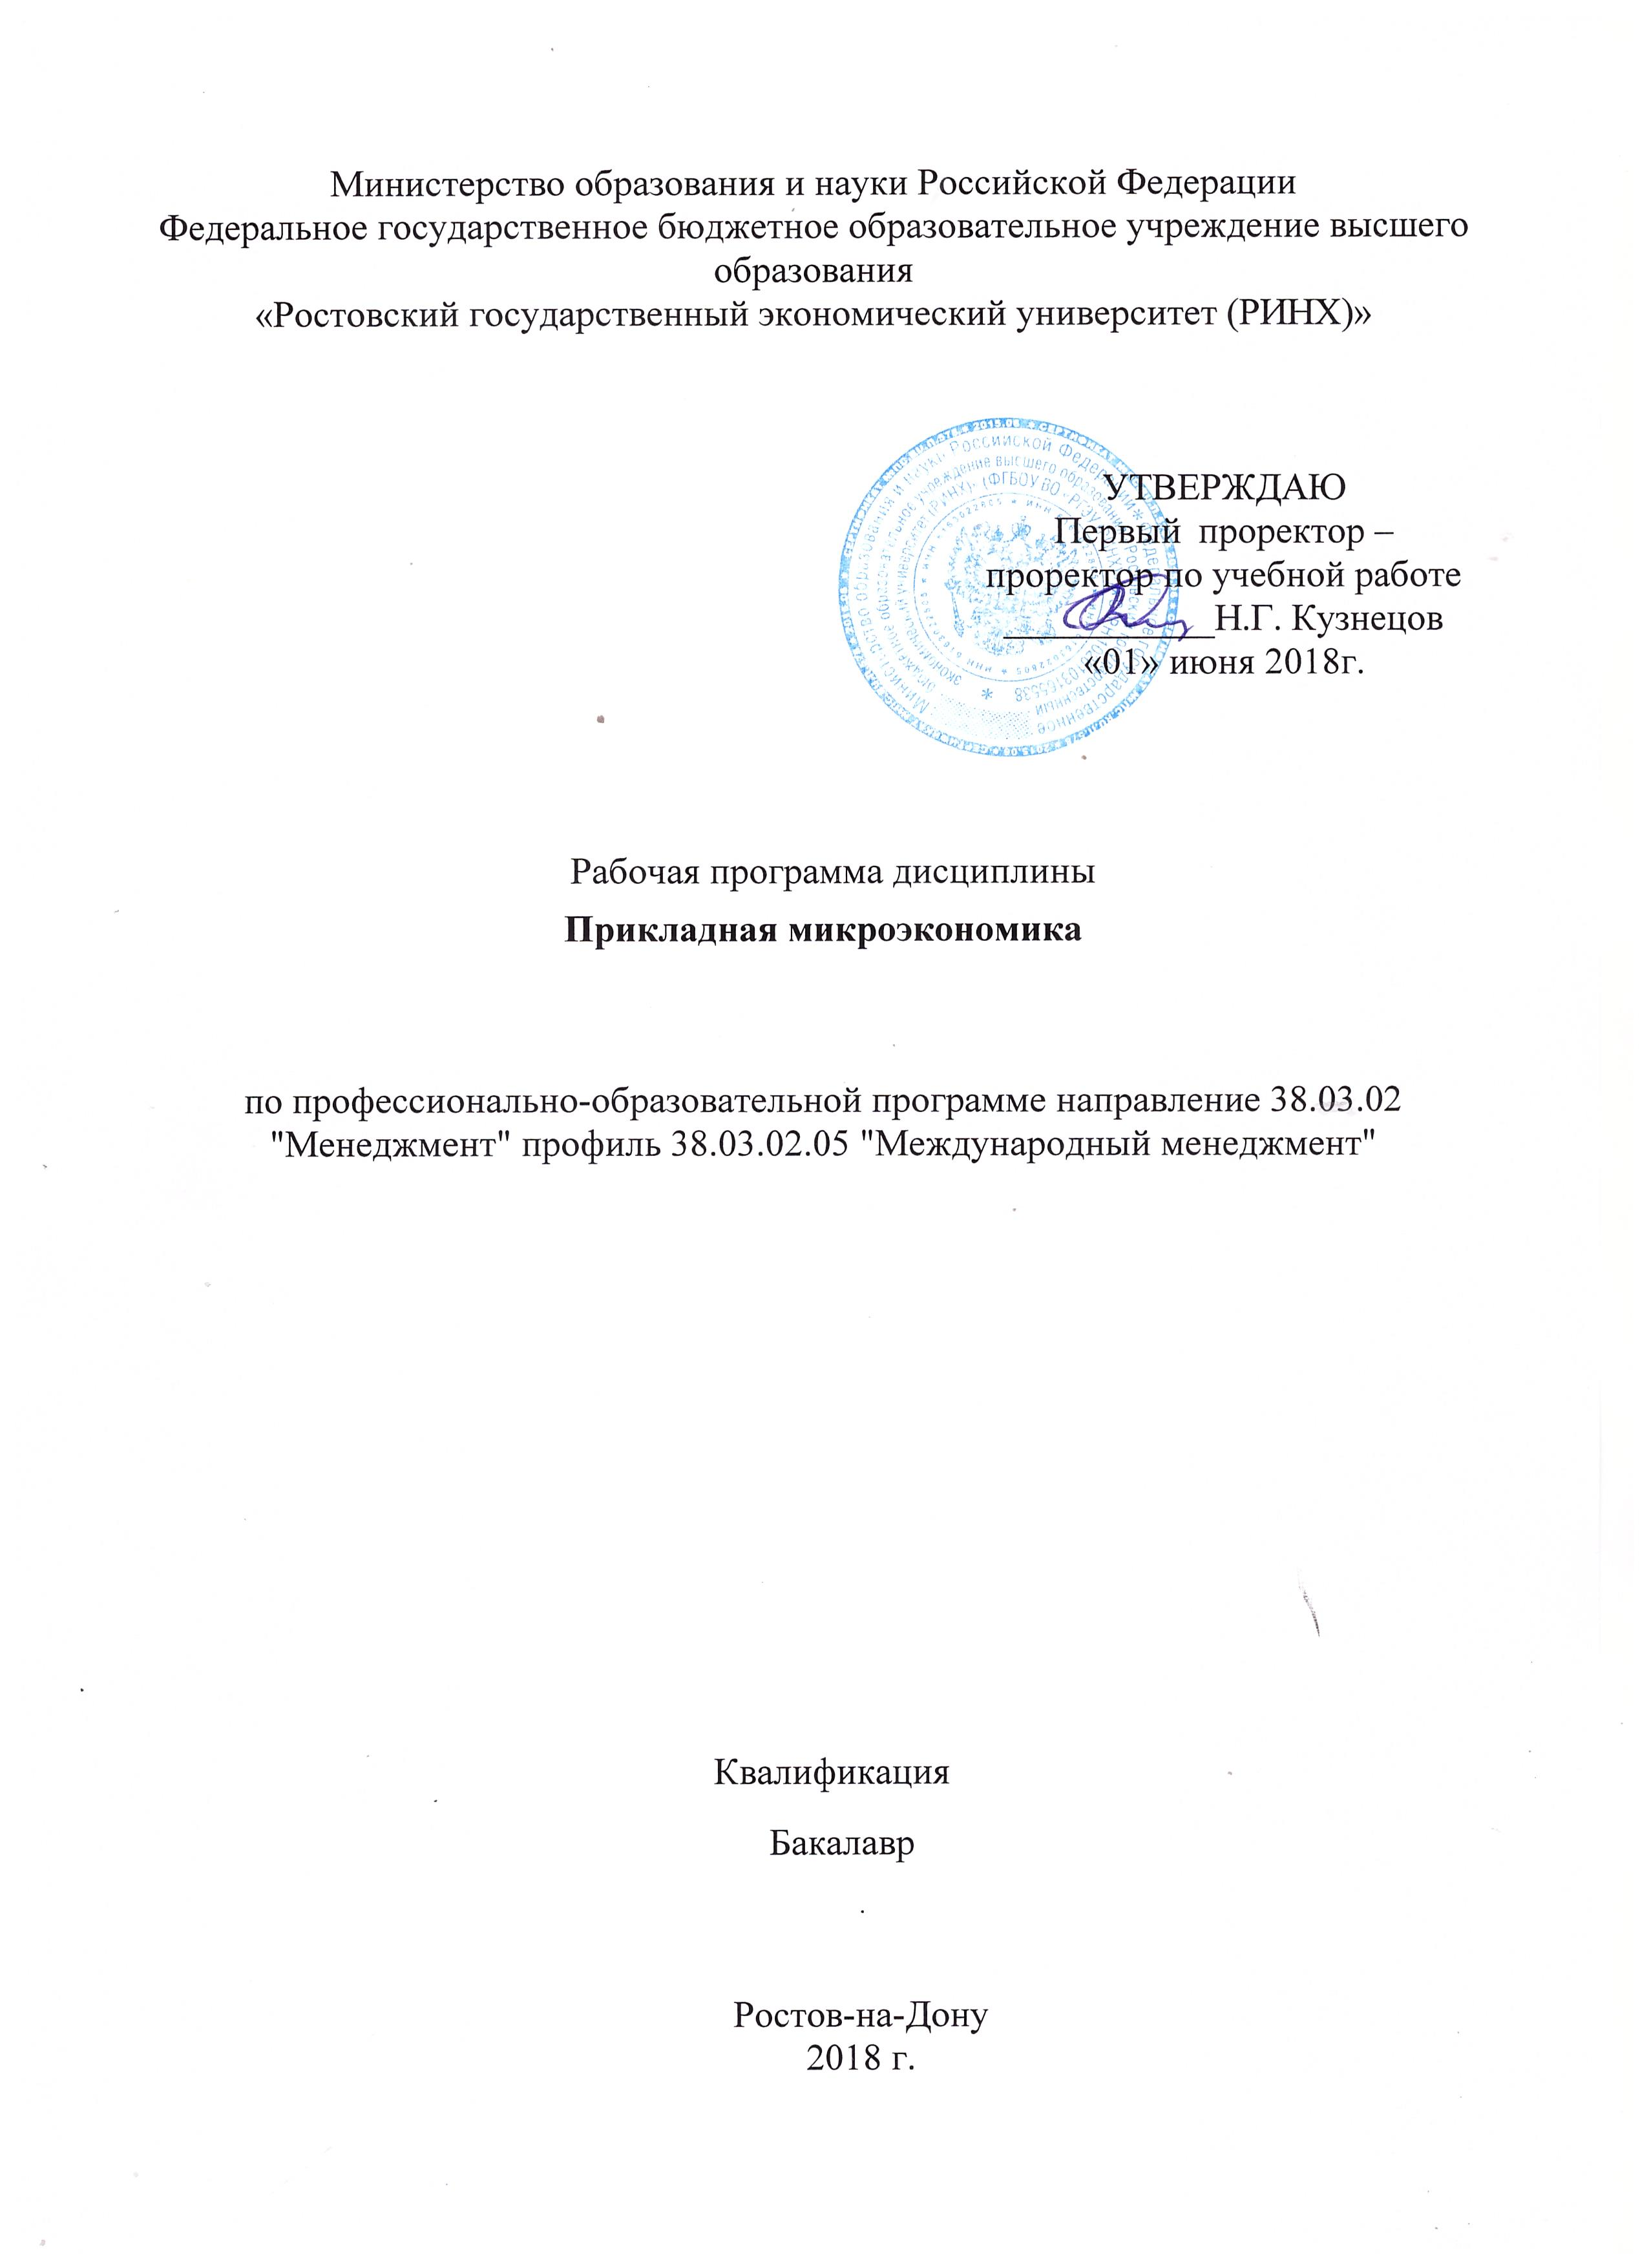 Министерство образования и науки Российской Федерации
Федеральное государственное бюджетное образовательное учреждение высшего
образования
«Ростовский государственный экономический университет (РИНХ)»
УТВЕРЖДАЮ
Первый проректор –
проректор по учебной работе
Н.Г. Кузнецов
«01» июня 2018г.
Рабочая программа дисциплины
Прикладная микроэкономика
по профессионально-образовательной программе направление 38.03.02
"Менеджмент" профиль 38.03.02.05 "Международный менеджмент"
Квалификация
Бакалавр
Ростов-на-Дону
2018 г.